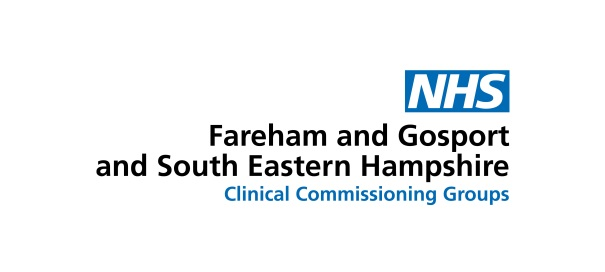 NHS
Fareham and Gosport
and South Eastern Hampshire
Clinical Commissioning Groups